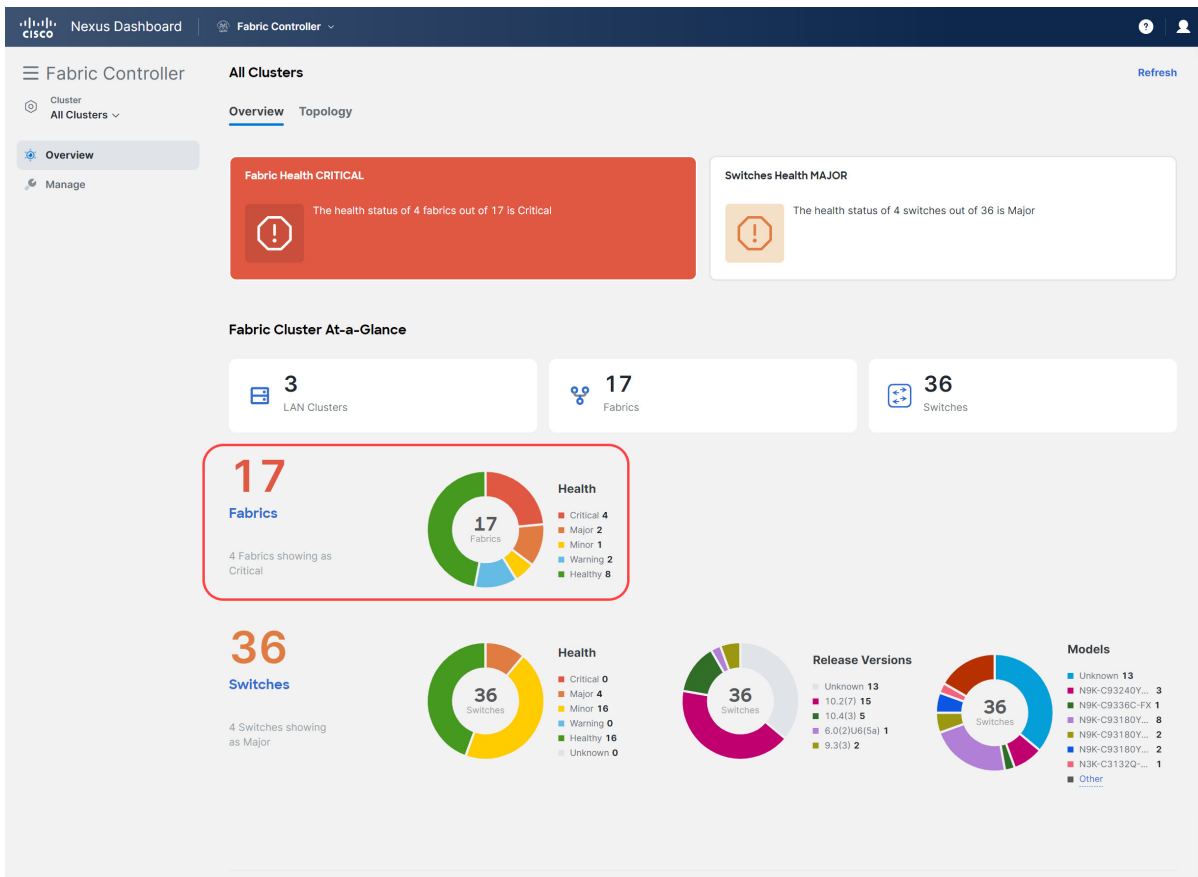 CISCO Nexus Dashboard Fabric Controller
Fabric Controller
Cluster
All Clusters
Overview
Manage
All Clusters
Refresh
Overview Topology
Fabric Health CRITICAL
The health status of 4 fabrics out of 17 is Critical
Switches Health MAJOR
The health status of 4 switches out of 36 is Major
Fabric Cluster At-a-Glance
3
LAN Clusters
17
Fabrics
36
Switches
17
Fabrics
4 Fabrics showing as
Critical
17
Fabrics
Health
Critical 4
Major 2
Minor 1
Warning 2
Healthy 8
36
Switches
4 Switches showing
as Major
36
Switches
Health
Critical 0
Major 4
Minor 16
Warning 0
Healthy 16
Unknown 0
36
Switches
Release Versions
Unknown 13
10.2(7) 15
10.4(3) 5
6.0(2)U6(5a) 1
9.3(3) 2
36
Switches
Models
Unknown 13
N9K-C93240Y... 3
N9K-C9336C-FX 1
N9K-C93180Y... 8
N9K-C93180Y... 2
N9K-C93180Y... 2
N3K-C3132Q-... 1
Other